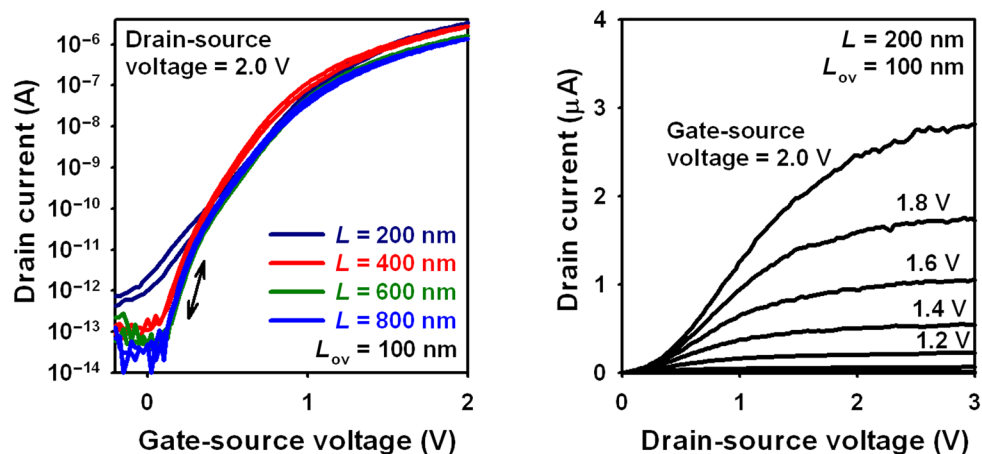 Drain current (A)
10⁻⁶
10⁻⁷
10⁻⁸
10⁻⁹
10⁻¹⁰
10⁻¹¹
10⁻¹²
10⁻¹³
10⁻¹⁴
Drain-source
voltage = 2.0 V
L = 200 nm
L = 400 nm
L = 600 nm
L = 800 nm
Lov = 100 nm
0 1 2
Gate-source voltage (V)
Drain current (μA)
4
3
2
1
0
L = 200 nm
Lov = 100 nm
Gate-source
voltage = 2.0 V
1.8 V
1.6 V
1.4 V
1.2 V
0 1 2 3
Drain-source voltage (V)